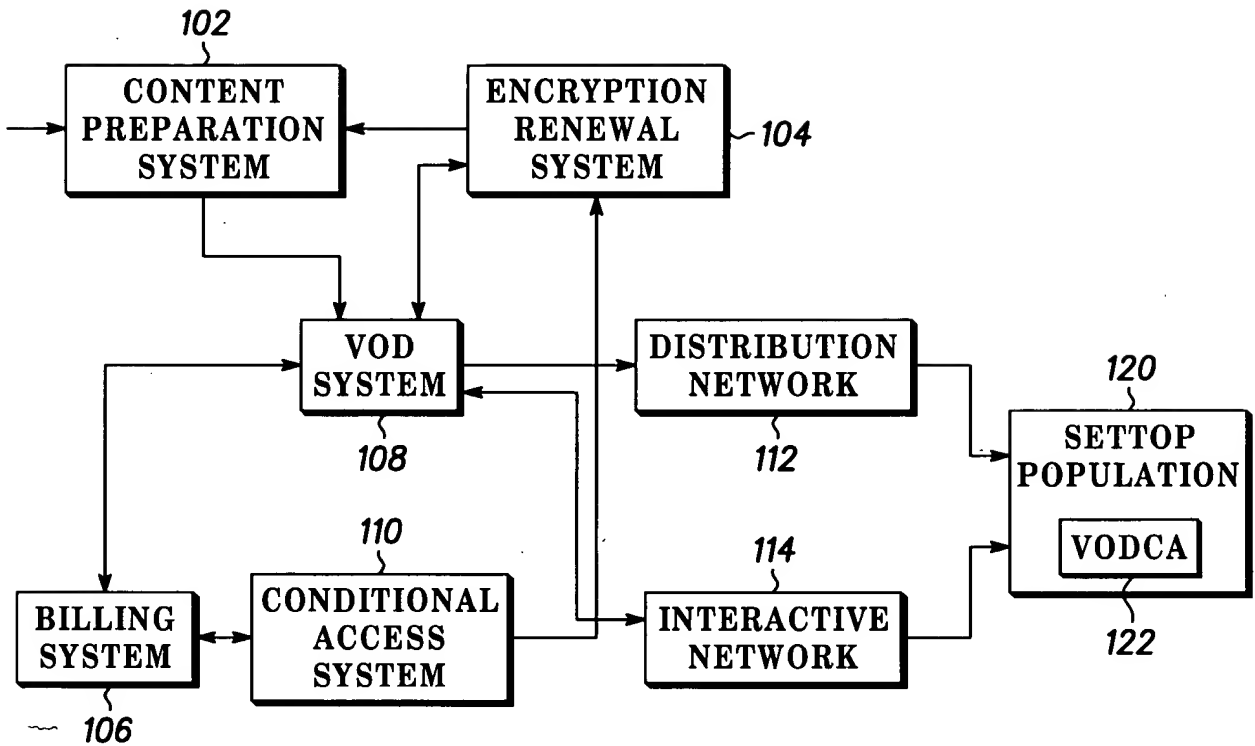 102
CONTENT
PREPARATION
SYSTEM
ENCRYPTION
RENEWAL
SYSTEM
104
VOD
SYSTEM
108
DISTRIBUTION
NETWORK
112
120
SETTOP
POPULATION
VODCA
122
110
CONDITIONAL
ACCESS
SYSTEM
114
INTERACTIVE
NETWORK
BILLING
SYSTEM
106